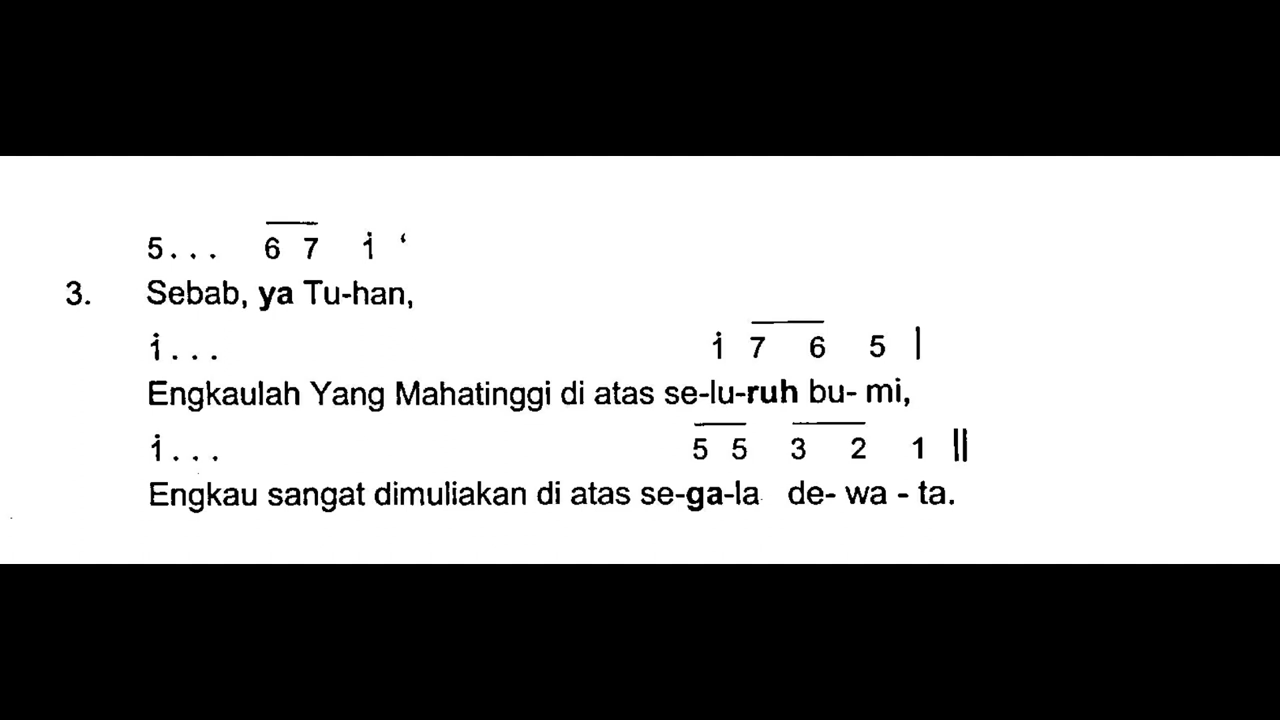 5... 6 7 i ‘
3. Sebab, ya Tu-han,
i... i 7 6 5 |
Engkaulah Yang Mahatinggi di atas se-lu-ruh bu- mi,
i... 5 5 3 2 1 ||
Engkau sangat dimuliakan di atas se-ga-la de- wa - ta.